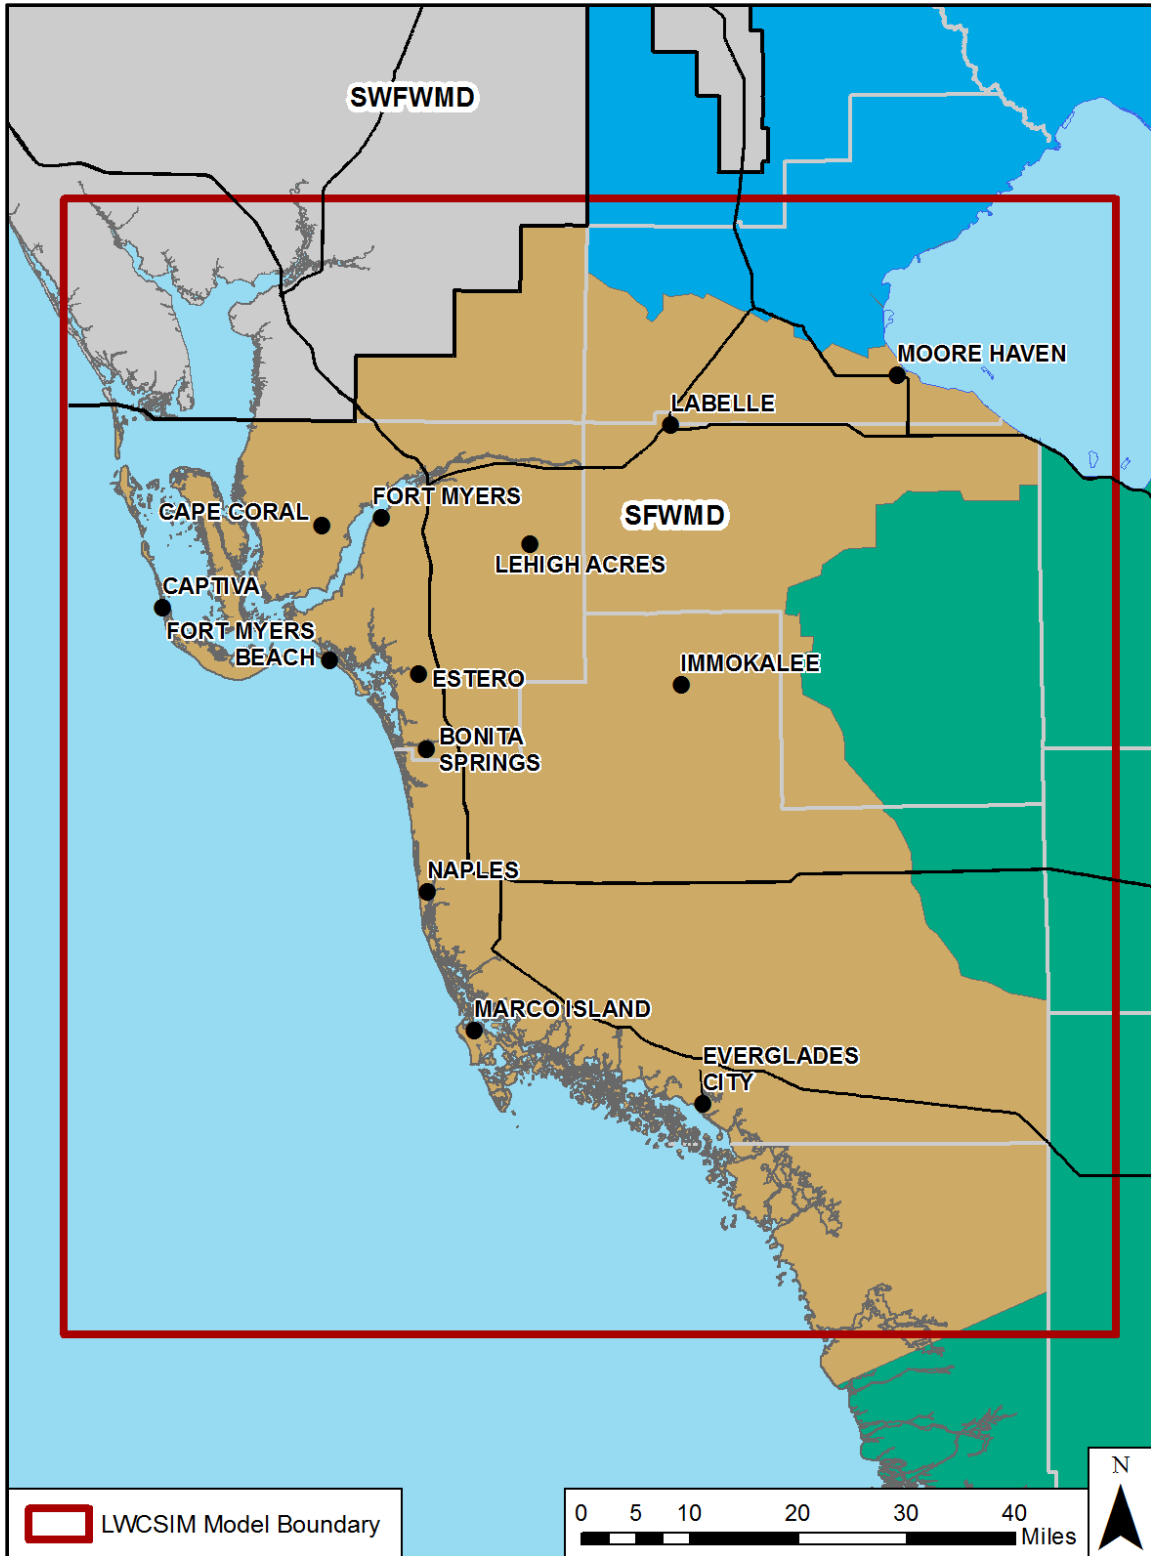 SWFWMD
MOORE HAVEN
LABELLE
FORT MYERS
CAPE CORAL
SFWMD
LEHIGH ACRES
CAPTIVA
FORT MYERS
BEACH
IMMOKALEE
ESTERO
BONITA
SPRINGS
NAPLES
MARCO ISLAND
EVERGLADES
CITY
N
LWCSIM Model Boundary
0 5 10 20 30 40
Miles